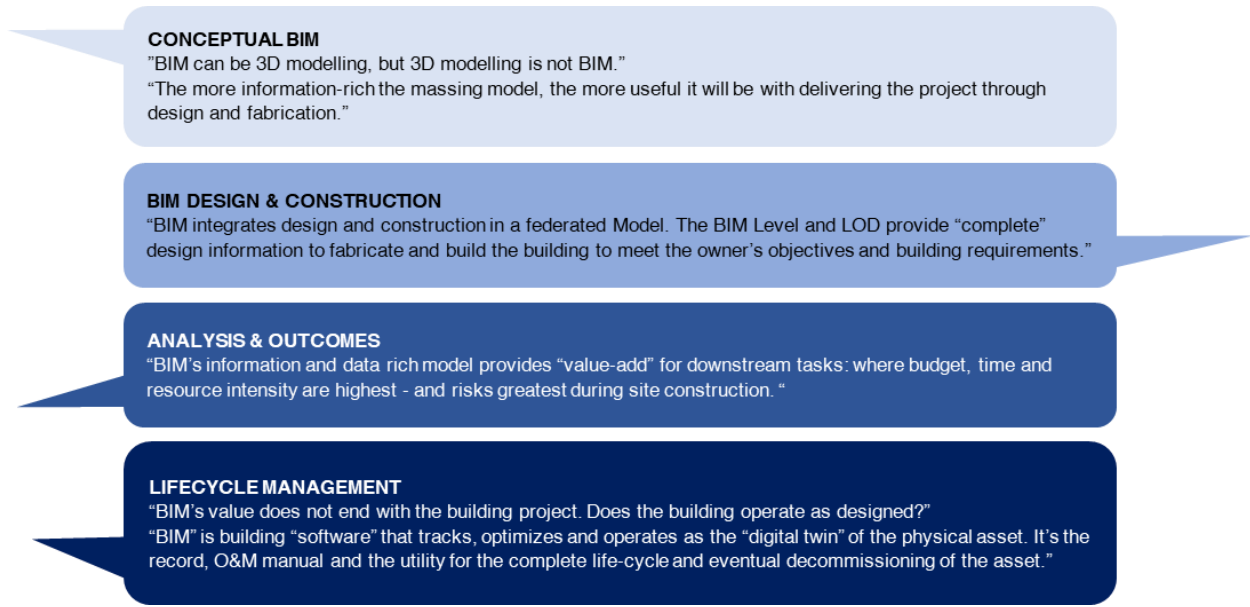 CONCEPTUAL BIM
”BIM can be 3D modelling, but 3D modelling is not BIM.”
“The more information-rich the massing model, the more useful it will be with delivering the project through
design and fabrication.”
BIM DESIGN & CONSTRUCTION
“BIM integrates design and construction in a federated Model. The BIM Level and LOD provide “complete”
design information to fabricate and build the building to meet the owner’s objectives and building requirements.”
ANALYSIS & OUTCOMES
“BIM’s information and data rich model provides “value-add” for downstream tasks: where budget, time and
resource intensity are highest - and risks greatest during site construction. “
LIFECYCLE MANAGEMENT
“BIM’s value does not end with the building project. Does the building operate as designed?”
“BIM” is building “software” that tracks, optimizes and operates as the “digital twin” of the physical asset. It’s the
record, O&M manual and the utility for the complete life-cycle and eventual decommissioning of the asset.”